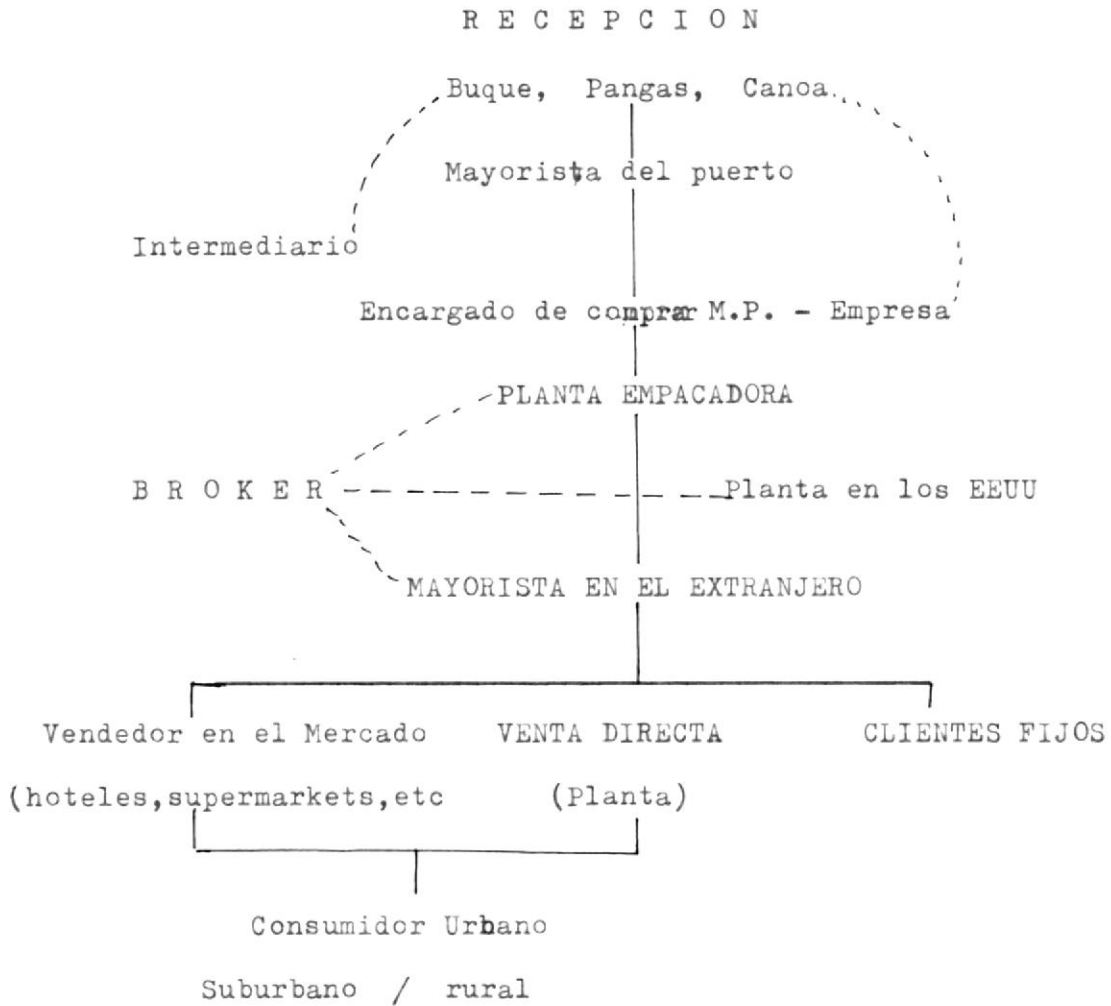 R E C E P C I O N
Buque, Pangas, Canoa
Mayorista del puerto
Intermediario
Encargado de comprar M.P. - Empresa
PLANTA EMPACADORA
B R O K E R Planta en los EEUU
MAYORISTA EN EL EXTRANJERO
Vendedor en el Mercado VENTA DIRECTA CLIENTES FIJOS
(hoteles,supermarkets,etc (Planta)
Consumidor Urbano
Suburbano / rural